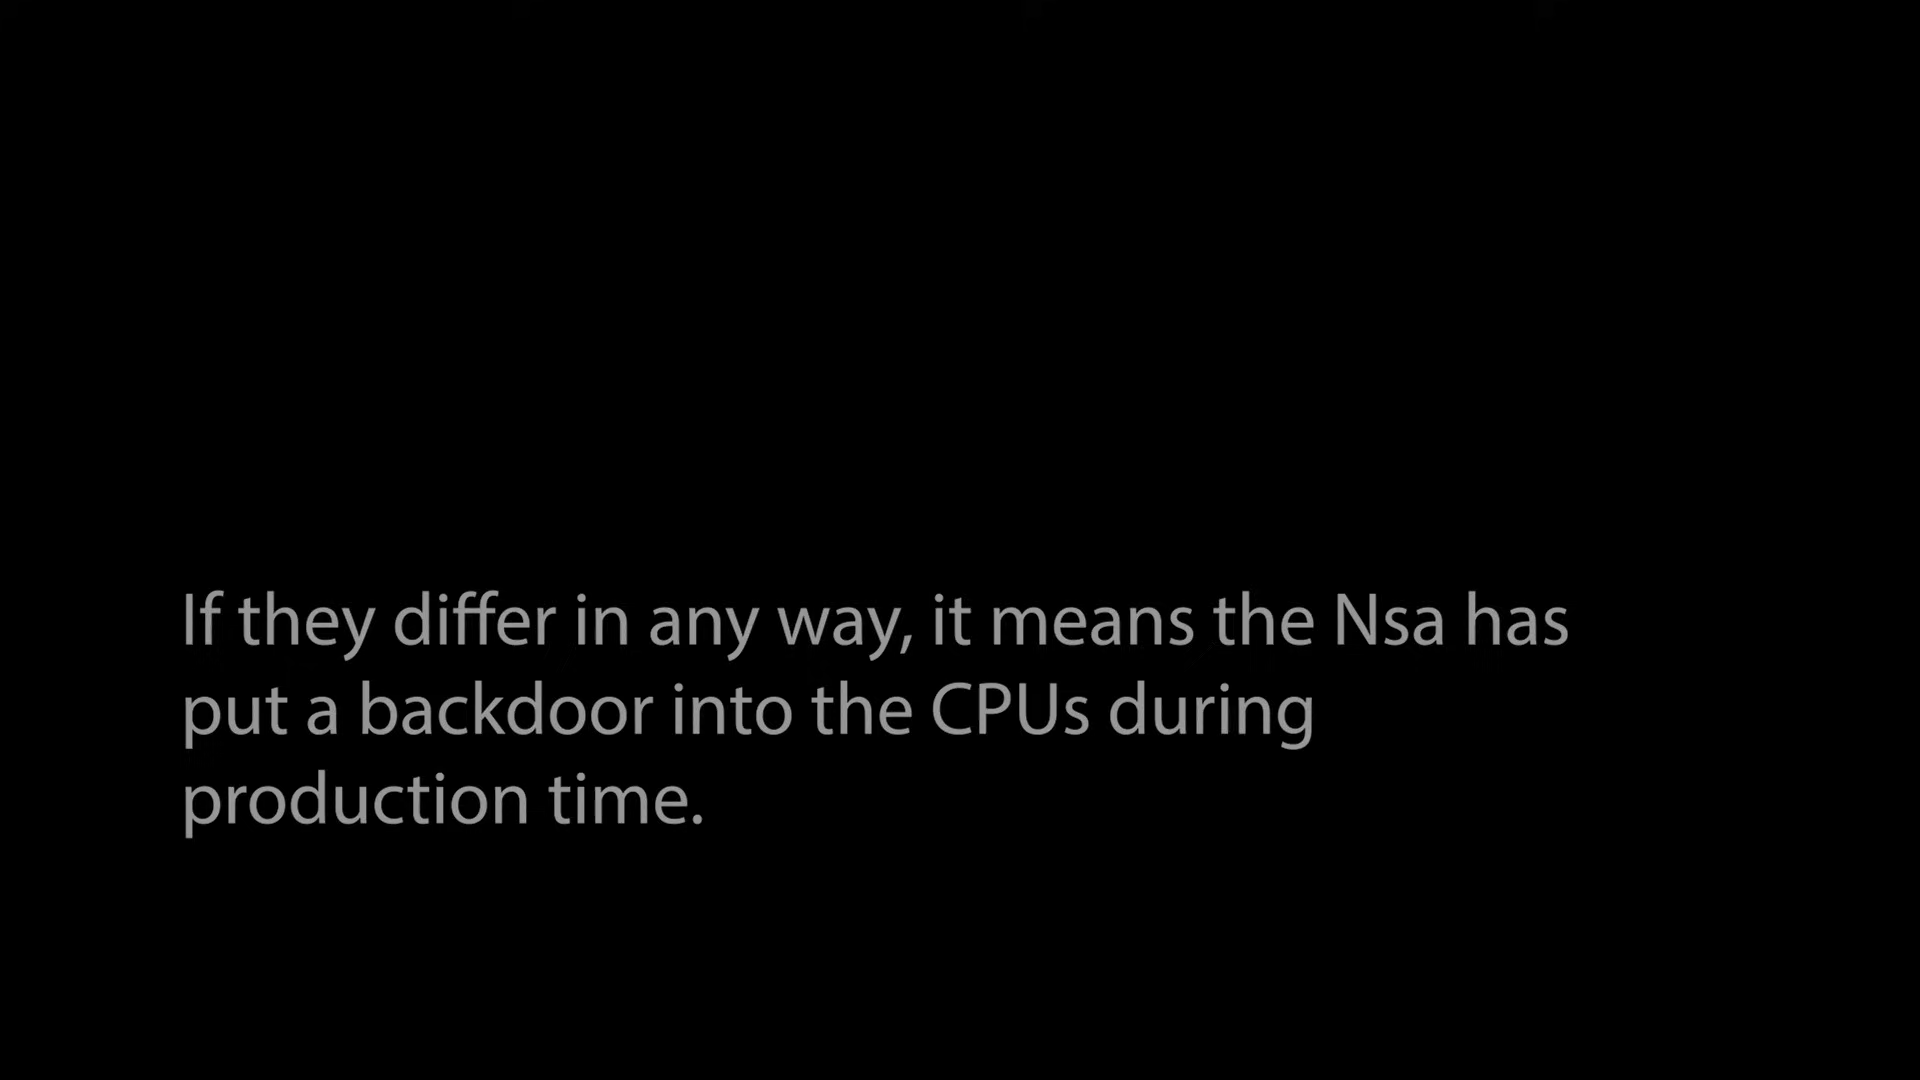 If they differ in any way, it means the Nsa has
put a backdoor into the CPUs during
production time.